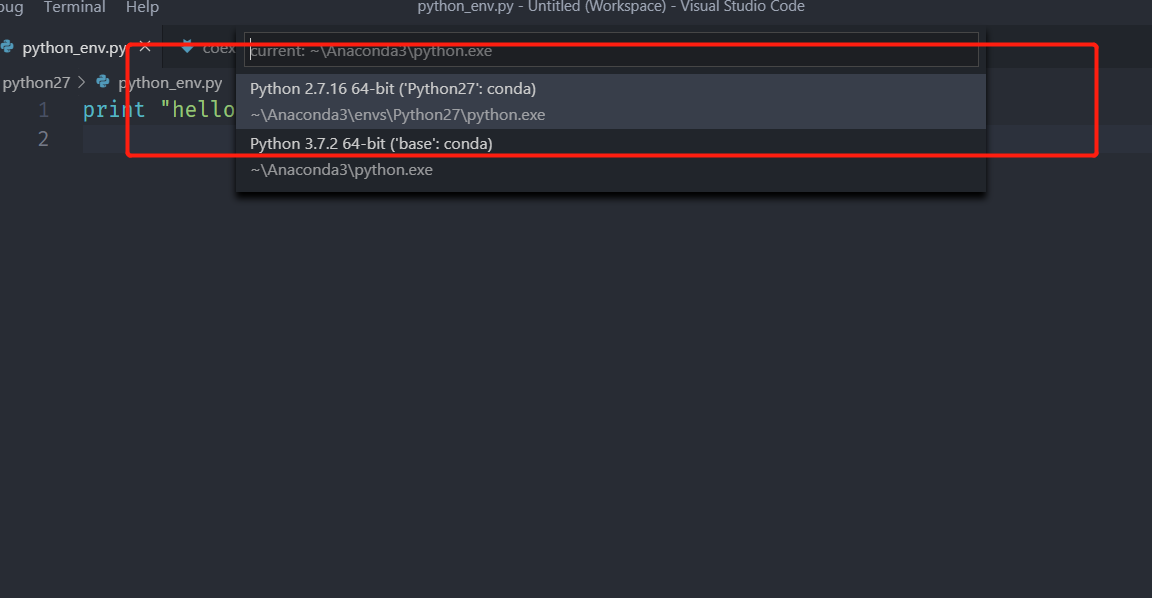 Terminal Help python_env.py - Untitled (Workspace) - Visual Studio Code
python_env.py
current: ~\Anaconda3\python.exe
python27 > python_env.py
Python 2.7.16 64-bit ('Python27': conda)
~\Anaconda3\envs\Python27\python.exe
1 print "hello
2
Python 3.7.2 64-bit ('base': conda)
~\Anaconda3\python.exe